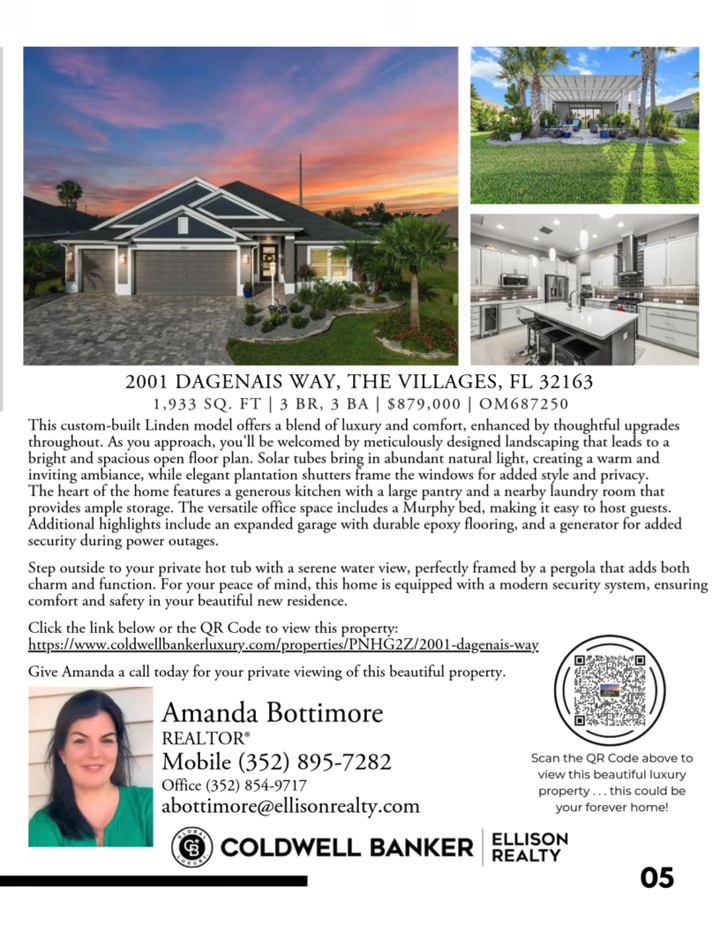 2001 DAGENAIS WAY, THE VILLAGES, FL 32163
1,933 SQ. FT | 3 BR, 3 BA | $879,000 | OM687250
This custom-built Linden model offers a blend of luxury and comfort, enhanced by thoughtful upgrades
throughout. As you approach, you'll be welcomed by meticulously designed landscaping that leads to a
bright and spacious open floor plan. Solar tubes bring in abundant natural light, creating a warm and
inviting ambiance, while elegant plantation shutters frame the windows for added style and privacy.
The heart of the home features a generous kitchen with a large pantry and a nearby laundry room that
provides ample storage. The versatile office space includes a Murphy bed, making it easy to host guests.
Additional highlights include an expanded garage with durable epoxy flooring, and a generator for added
security during power outages.
Step outside to your private hot tub with a serene water view, perfectly framed by a pergola that adds both
charm and function. For your peace of mind, this home is equipped with a modern security system, ensuring
comfort and safety in your beautiful new residence.
Click the link below or the QR Code to view this property:
https://www.coldwellbankerluxury.com/properties/PNHG2Z/2001-dagenais-way
Give Amanda a call today for your private viewing of this beautiful property.
Amanda Bottimore
REALTOR®
Mobile (352) 895-7282
Office (352) 854-9717
abottimore@ellisonrealty.com
Scan the QR Code above to
view this beautiful luxury
property . . . this could be
your forever home!
GLOBAL
CB
LUXURY
COLDWELL BANKER
ELLISON
REALTY
05